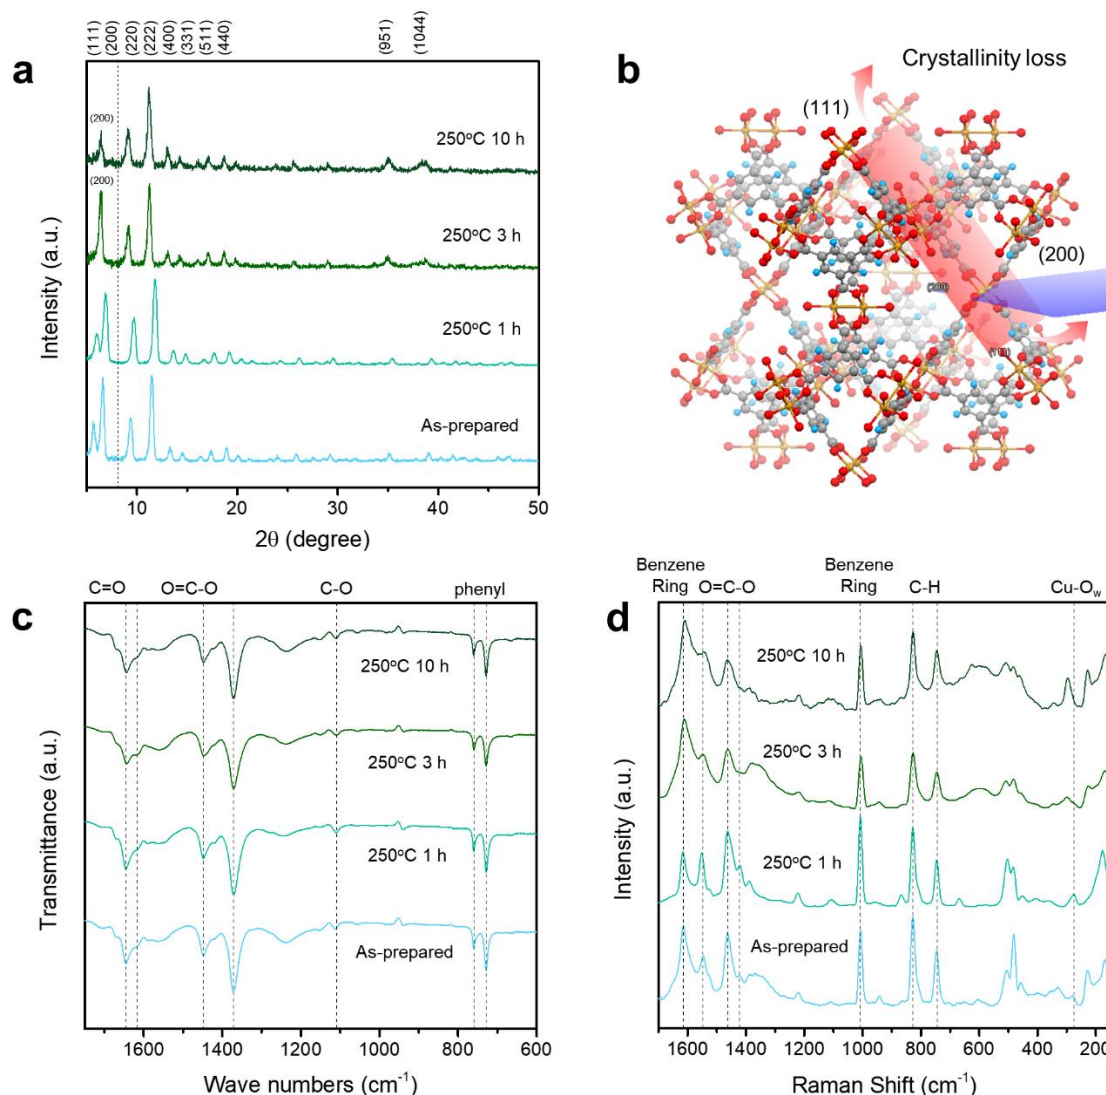 a
(111)
(200)
(220)
(222)
(400)
(331)
(511)
(440)
(951)
(1044)
(200)
250°C 10 h
(200)
250°C 3 h
250°C 1 h
As-prepared
Intensity (a.u.)
10
20
30
40
50
2θ (degree)
b
Crystallinity loss
(111)
(200)
(200)
c
C=O
O=C-O
C-O
phenyl
250°C 10 h
250°C 3 h
250°C 1 h
As-prepared
Transmittance (a.u.)
1600
1400
1200
1000
800
600
Wave numbers (cm⁻¹)
d
Benzene
Ring
O=C-O
Benzene
Ring
C-H
Cu-Ow
250°C 10 h
250°C 3 h
250°C 1 h
As-prepared
Intensity (a.u.)
1600
1400
1200
1000
800
600
400
200
Raman Shift (cm⁻¹)